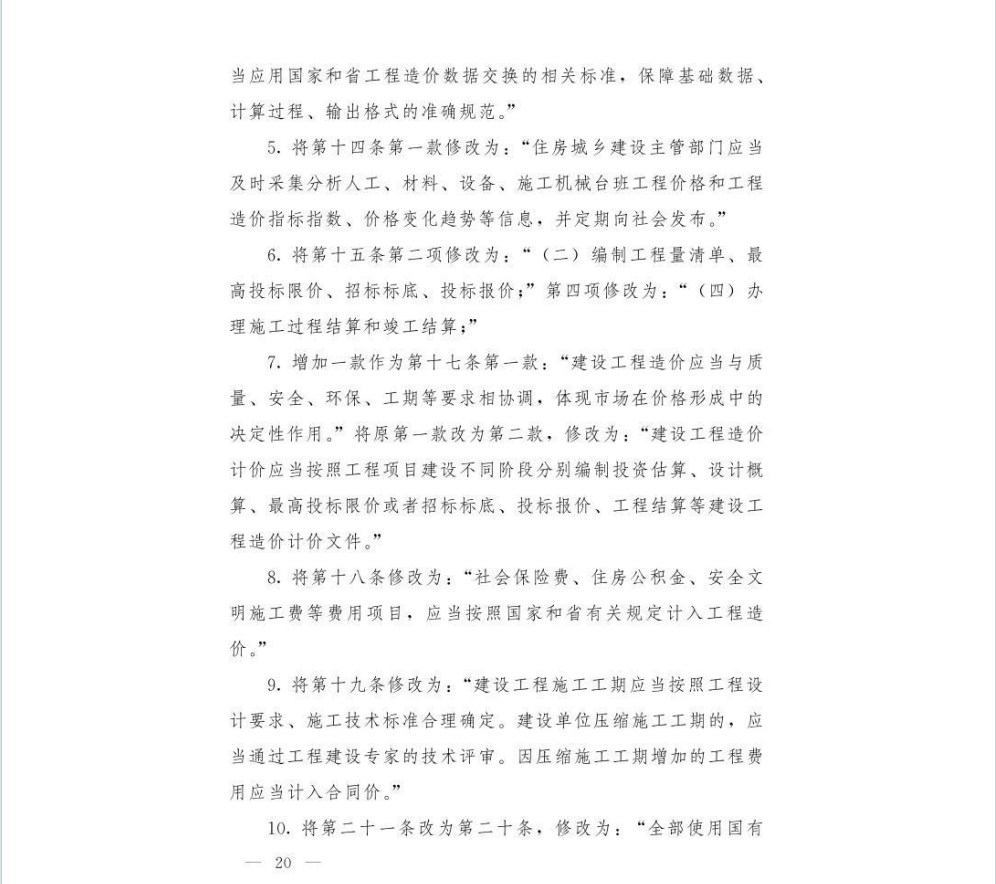 当应用国家和省工程造价数据交换的相关标准，保障基础数据、
计算过程、输出格式的准确规范。”
5. 将第十四条第一款修改为：“住房城乡建设主管部门应当
及时采集分析人工、材料、设备、施工机械台班工程价格和工程
造价指标指数、价格变化趋势等信息，并定期向社会发布。”
6. 将第十五条第二项修改为：“（二）编制工程量清单、最
高投标限价、招标标底、投标报价；”第四项修改为：“（四）办
理施工过程结算和竣工结算；”
7. 增加一款作为第十七条第一款：“建设工程造价应当与质
量、安全、环保、工期等要求相协调，体现市场在价格形成中的
决定性作用。”将原第一款改为第二款，修改为：“建设工程造价
计价应当按照工程项目建设不同阶段分别编制投资估算、设计概
算、最高投标限价或者招标标底、投标报价、工程结算等建设工
程造价计价文件。”
8. 将第十八条修改为：“社会保险费、住房公积金、安全文
明施工费等费用项目，应当按照国家和省有关规定计入工程造
价。”
9. 将第十九条修改为：“建设工程施工工期应当按照工程设
计要求、施工技术标准合理确定。建设单位压缩施工工期的，应
当通过工程建设专家的技术评审。因压缩施工工期增加的工程费
用应当计入合同价。”
10. 将第二十一条改为第二十条，修改为：“全部使用国有
— 20 —